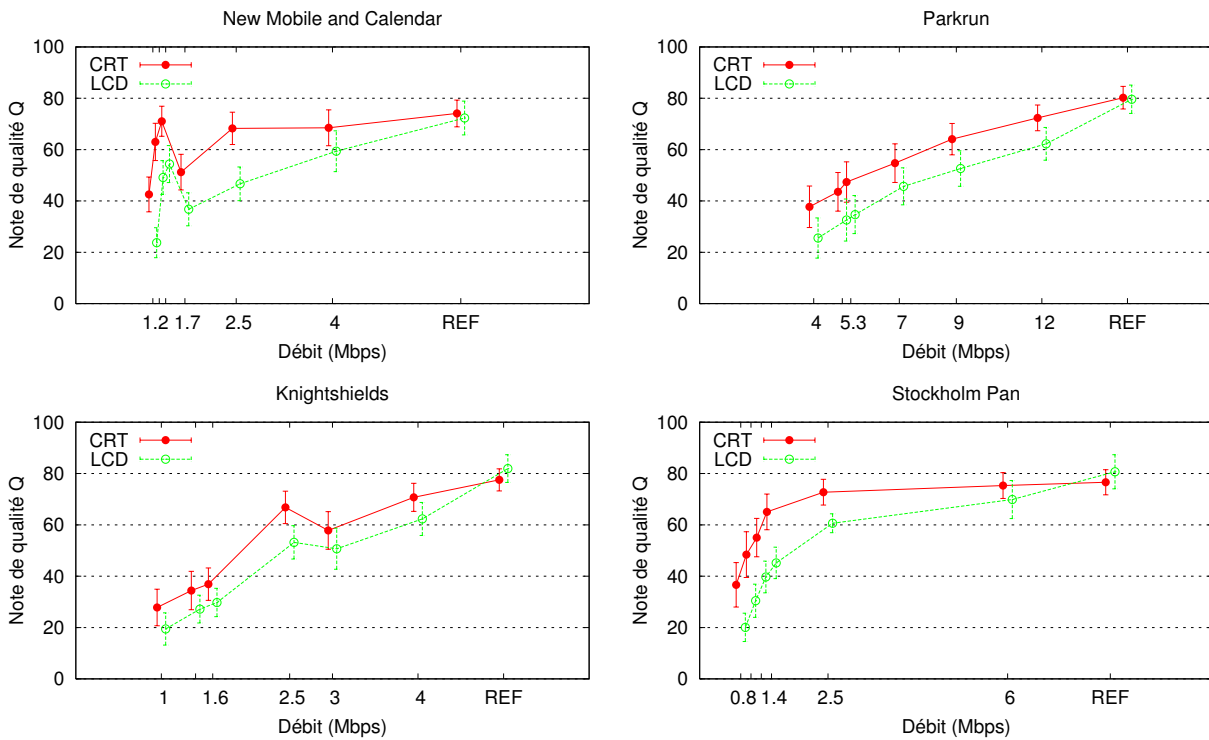 New Mobile and Calendar
Note de qualité Q
100
80
60
40
20
0
CRT
LCD
1.2 1.7 2.5 4 REF
Débit (Mbps)
Parkrun
Note de qualité Q
100
80
60
40
20
0
CRT
LCD
4 5.3 7 9 12 REF
Débit (Mbps)
Knightshields
Note de qualité Q
100
80
60
40
20
0
CRT
LCD
1 1.6 2.5 3 4 REF
Débit (Mbps)
Stockholm Pan
Note de qualité Q
100
80
60
40
20
0
CRT
LCD
0.8 1.4 2.5 6 REF
Débit (Mbps)